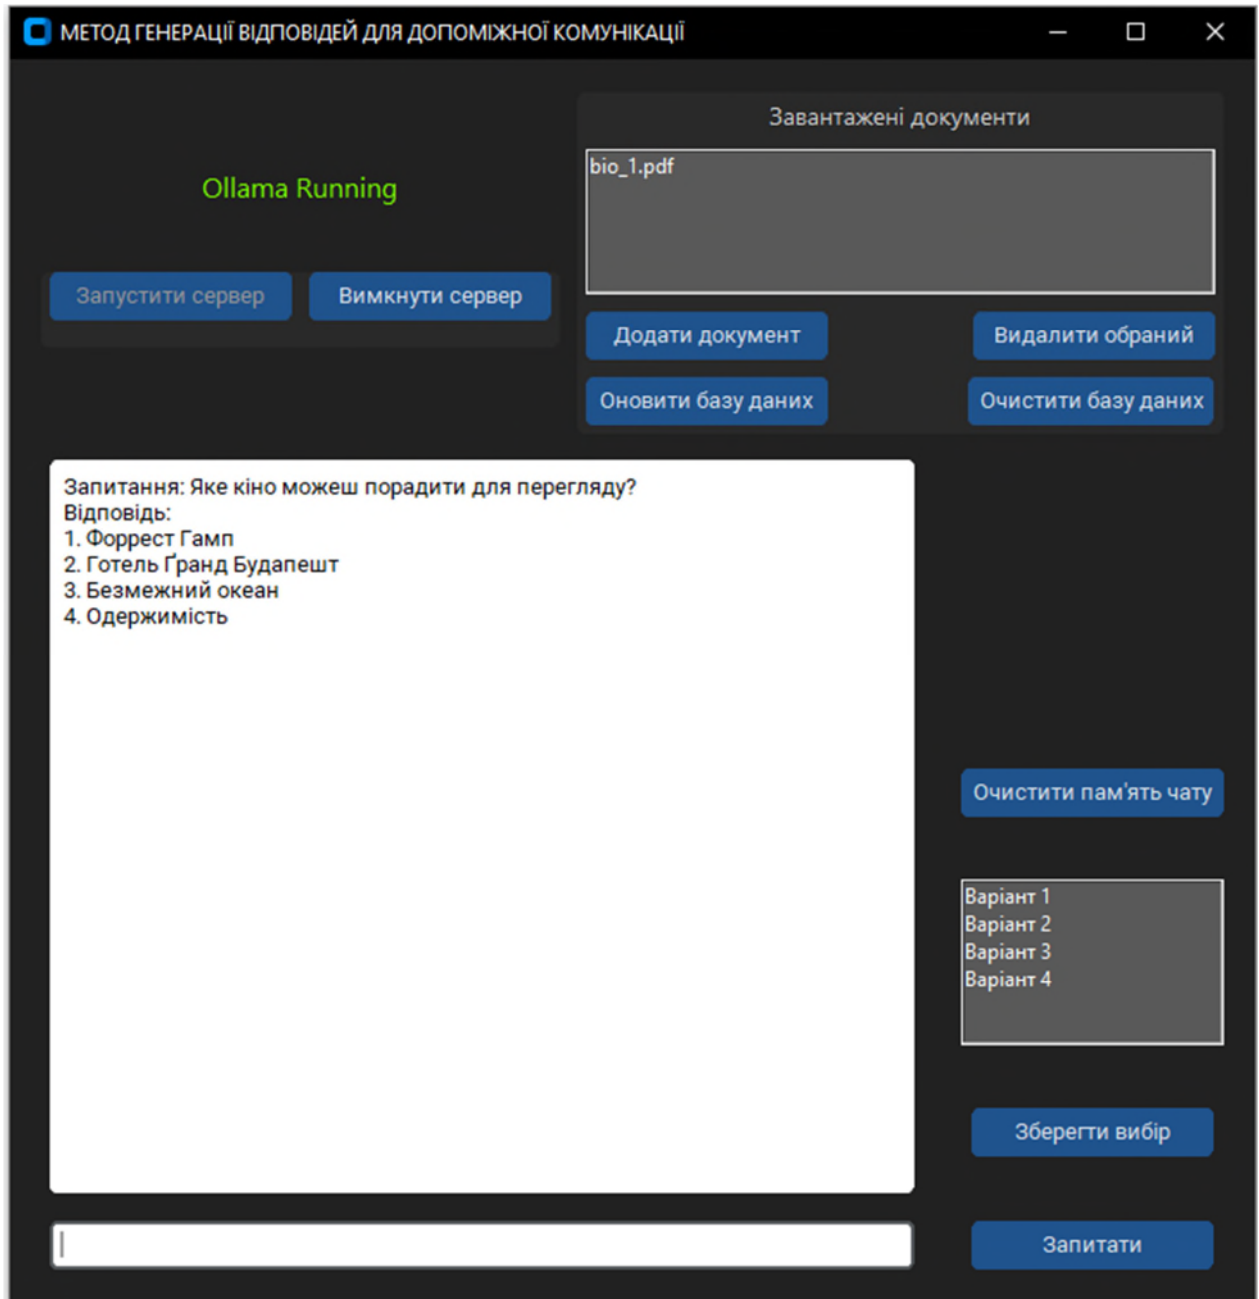 МЕТОД ГЕНЕРАЦІЇ ВІДПОВІДЕЙ ДЛЯ ДОПОМІЖНОЇ КОМУНІКАЦІЇ
Ollama Running
Запустити сервер
Вимкнути сервер
Завантажені документи
bio_1.pdf
Додати документ
Видалити обраний
Оновити базу даних
Очистити базу даних
Запитання: Яке кіно можеш порадити для перегляду?
Відповідь:
1. Форрест Гамп
2. Готель Ґранд Будапешт
3. Безмежний океан
4. Одержимість
Очистити пам'ять чату
Варіант 1
Варіант 2
Варіант 3
Варіант 4
Зберегти вибір
Запитати